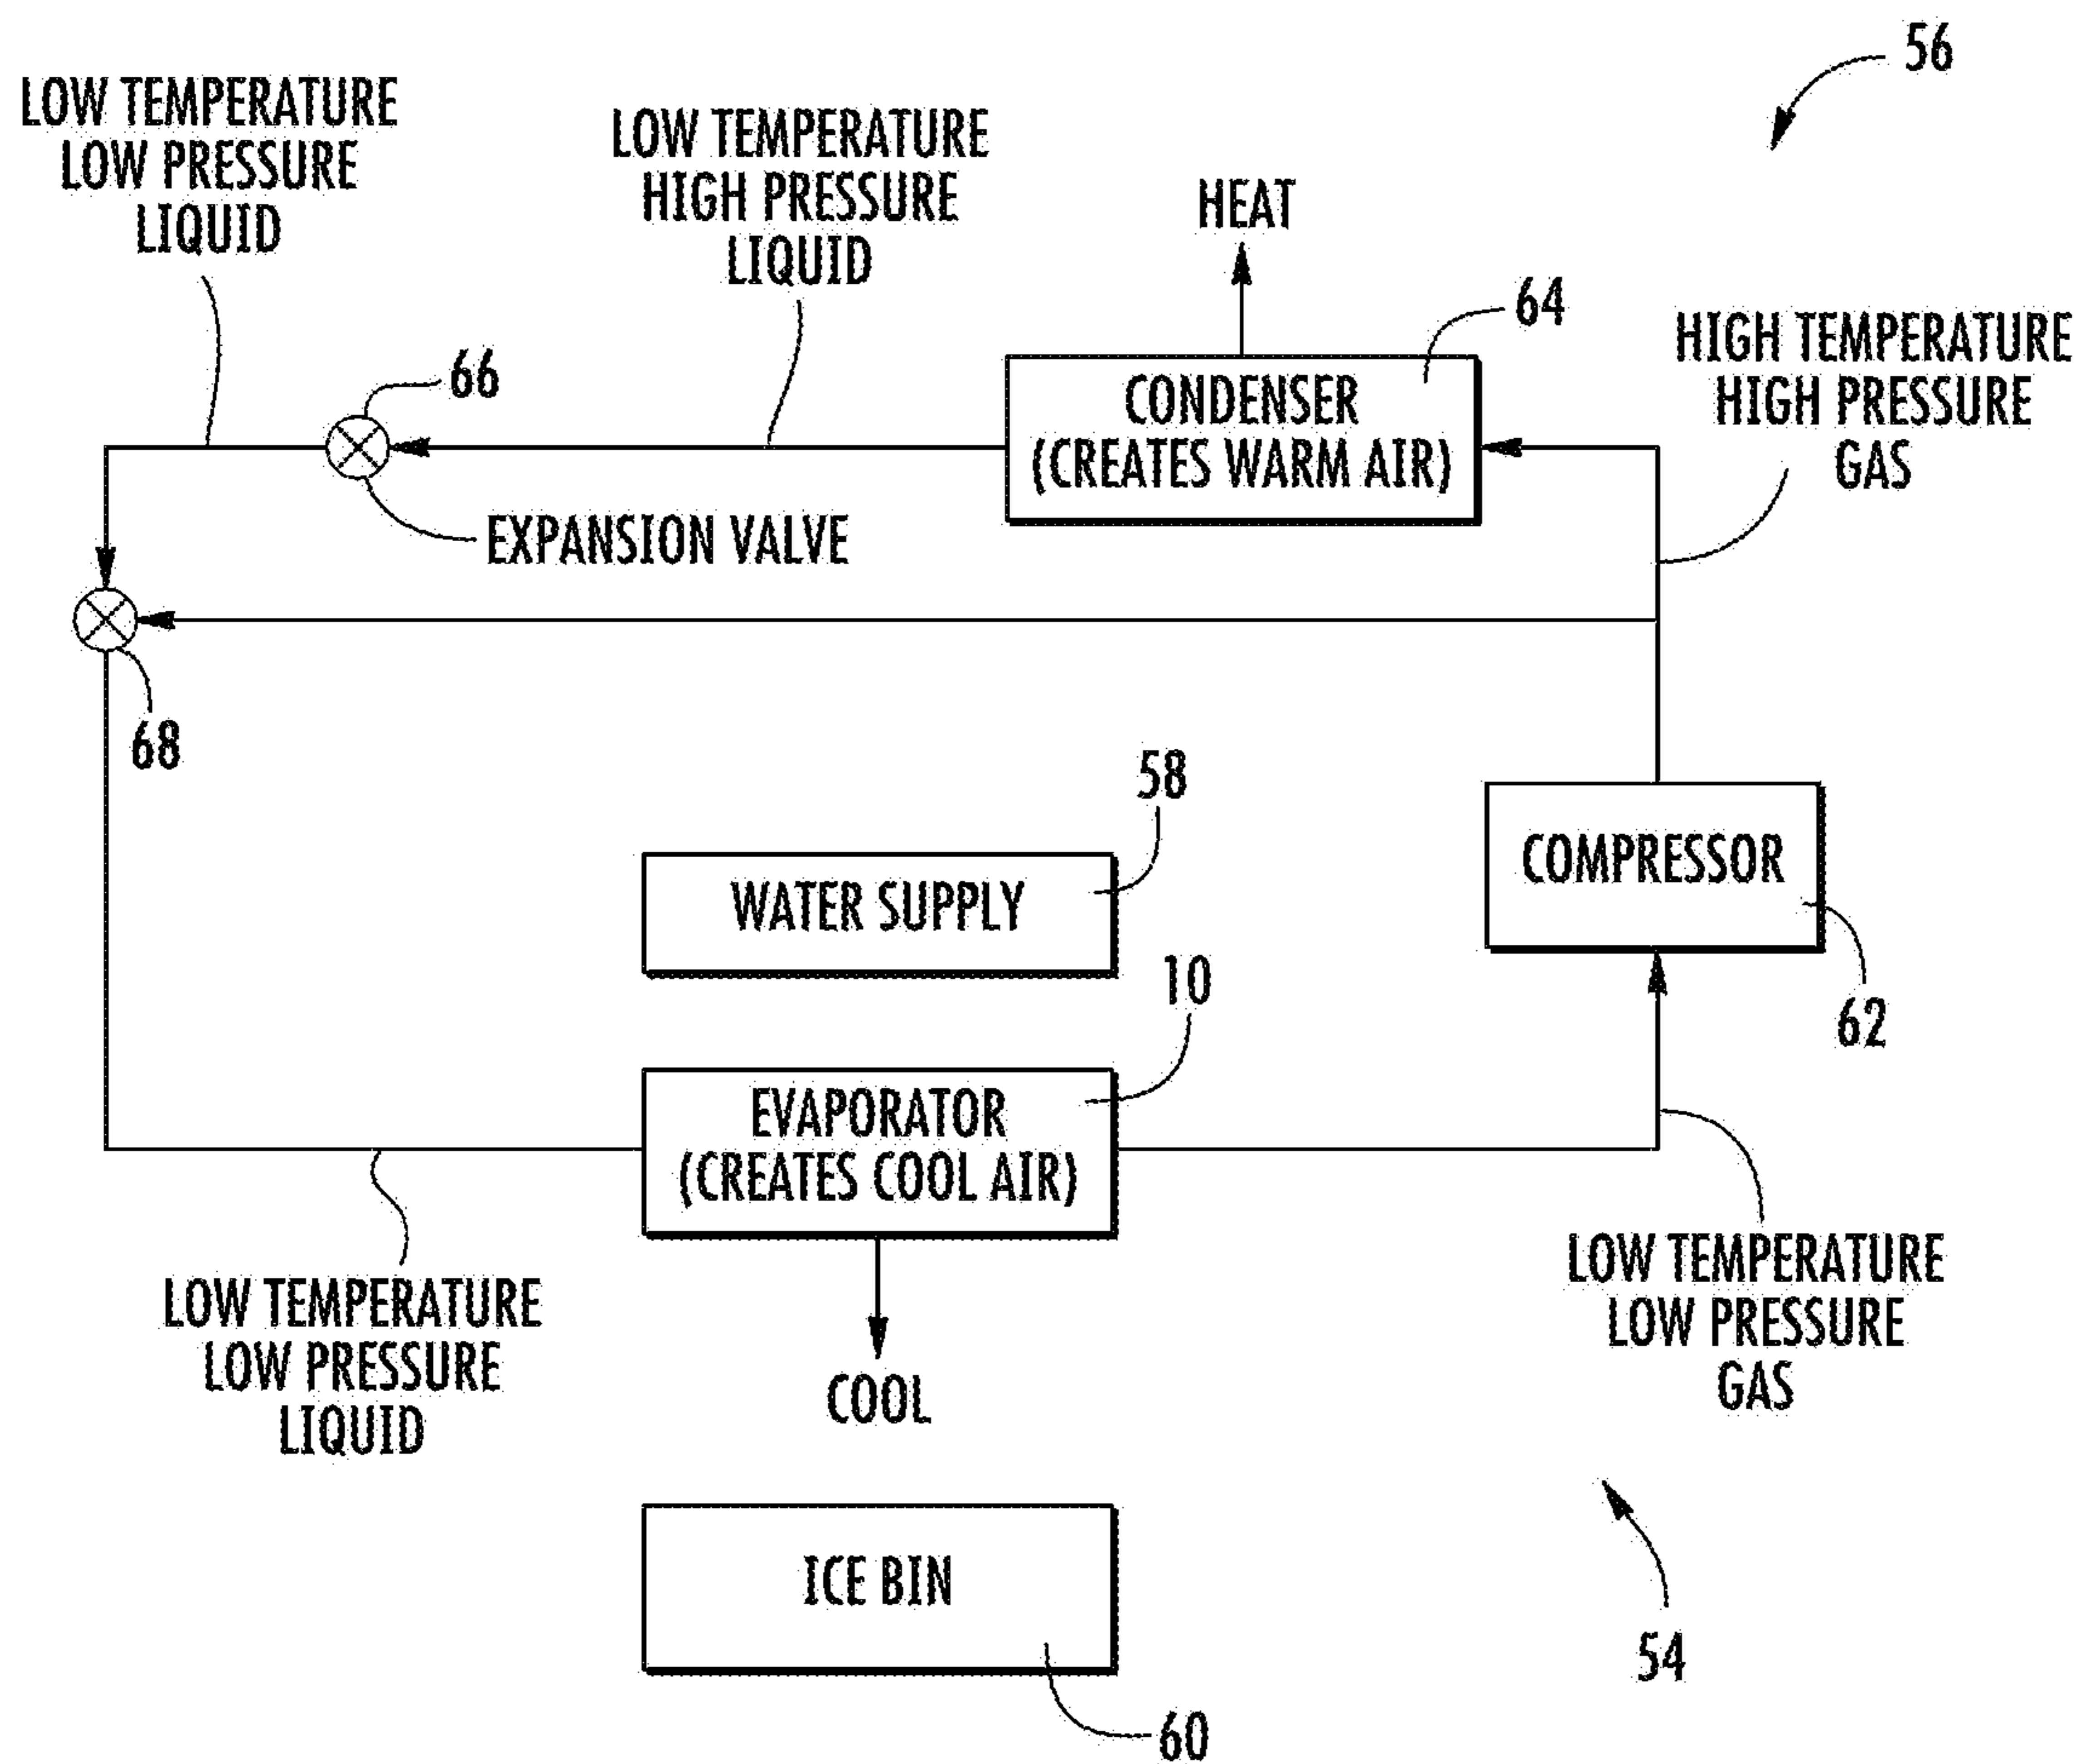 56
LOW TEMPERATURE
LOW PRESSURE
LIQUID
LOW TEMPERATURE
HIGH PRESSURE
LIQUID
HEAT
64
HIGH TEMPERATURE
HIGH PRESSURE
GAS
66
CONDENSER
(CREATES WARM AIR)
EXPANSION VALVE
68
58
WATER SUPPLY
COMPRESSOR
62
10
EVAPORATOR
(CREATES COOL AIR)
LOW TEMPERATURE
LOW PRESSURE
LIQUID
COOL
LOW TEMPERATURE
LOW PRESSURE
GAS
ICE BIN
54
60